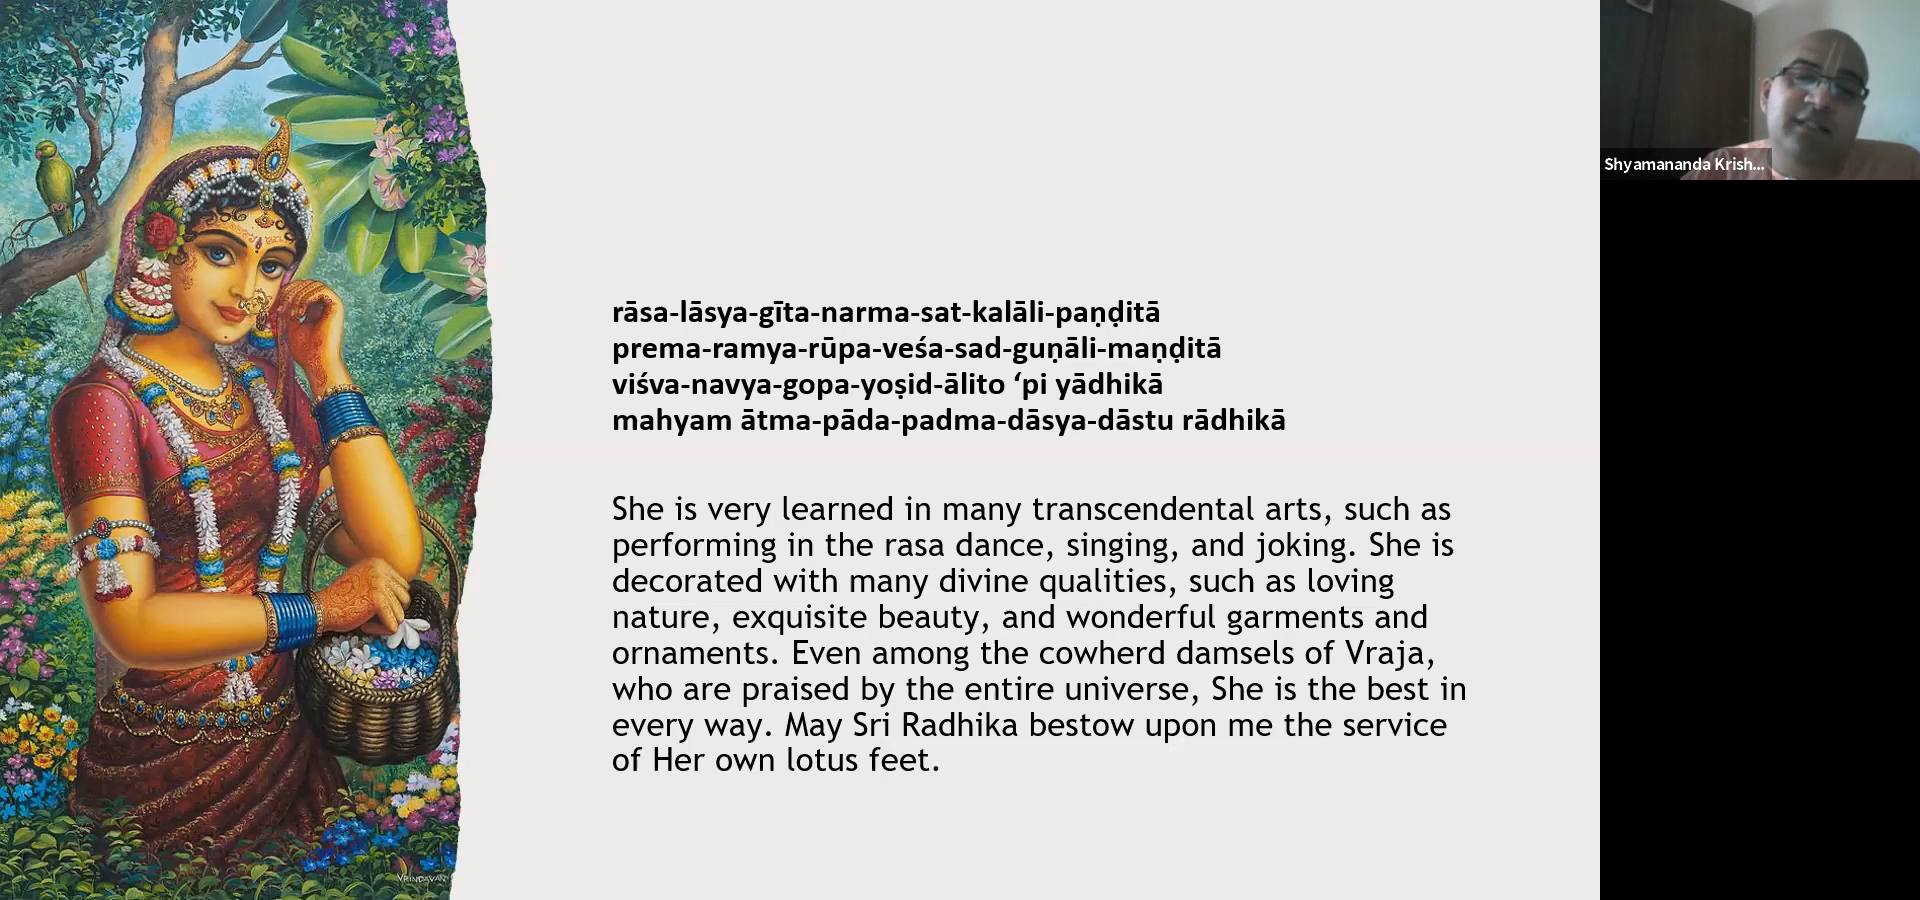 rāsa-lāsya-gīta-narma-sat-kalāli-paṇḍitā
prema-ramya-rūpa-veśa-sad-guṇāli-maṇḍitā
viśva-navya-gopa-yoṣid-ālito ‘pi yādhikā
mahyam ātma-pāda-padma-dāsya-dāstu rādhikā
She is very learned in many transcendental arts, such as
performing in the rasa dance, singing, and joking. She is
decorated with many divine qualities, such as loving
nature, exquisite beauty, and wonderful garments and
ornaments. Even among the cowherd damsels of Vraja,
who are praised by the entire universe, She is the best in
every way. May Sri Radhika bestow upon me the service
of Her own lotus feet.
Shyamananda Krish...
VRINDAVAN